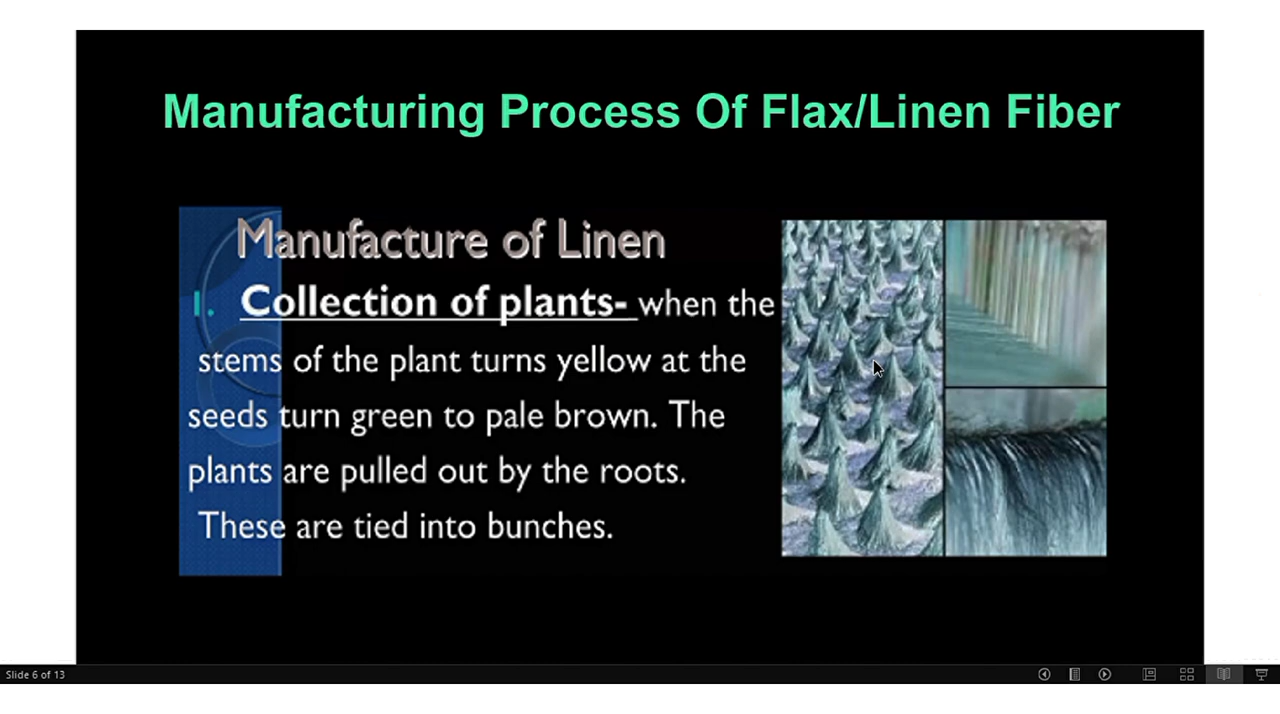 Manufacturing Process Of Flax/Linen Fiber
Manufacture of Linen
I. Collection of plants- when the
stems of the plant turns yellow at the
seeds turn green to pale brown. The
plants are pulled out by the roots.
These are tied into bunches.
Slide 6 of 13